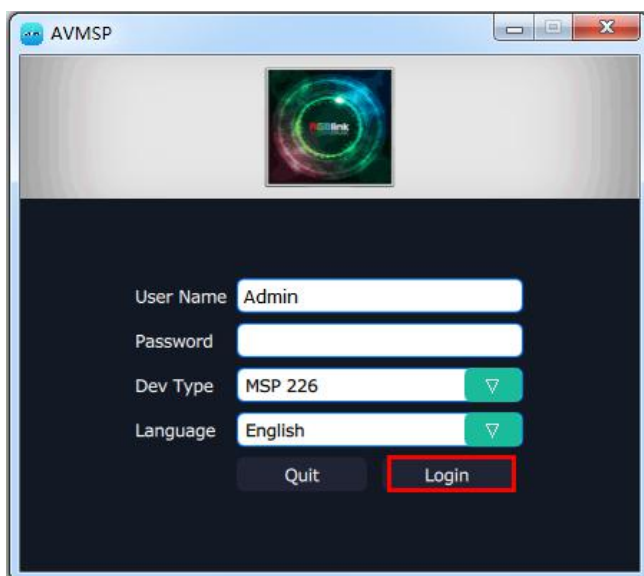 AVMSP
RGBlink
User Name Admin
Password
Dev Type MSP 226
Language English
Quit Login